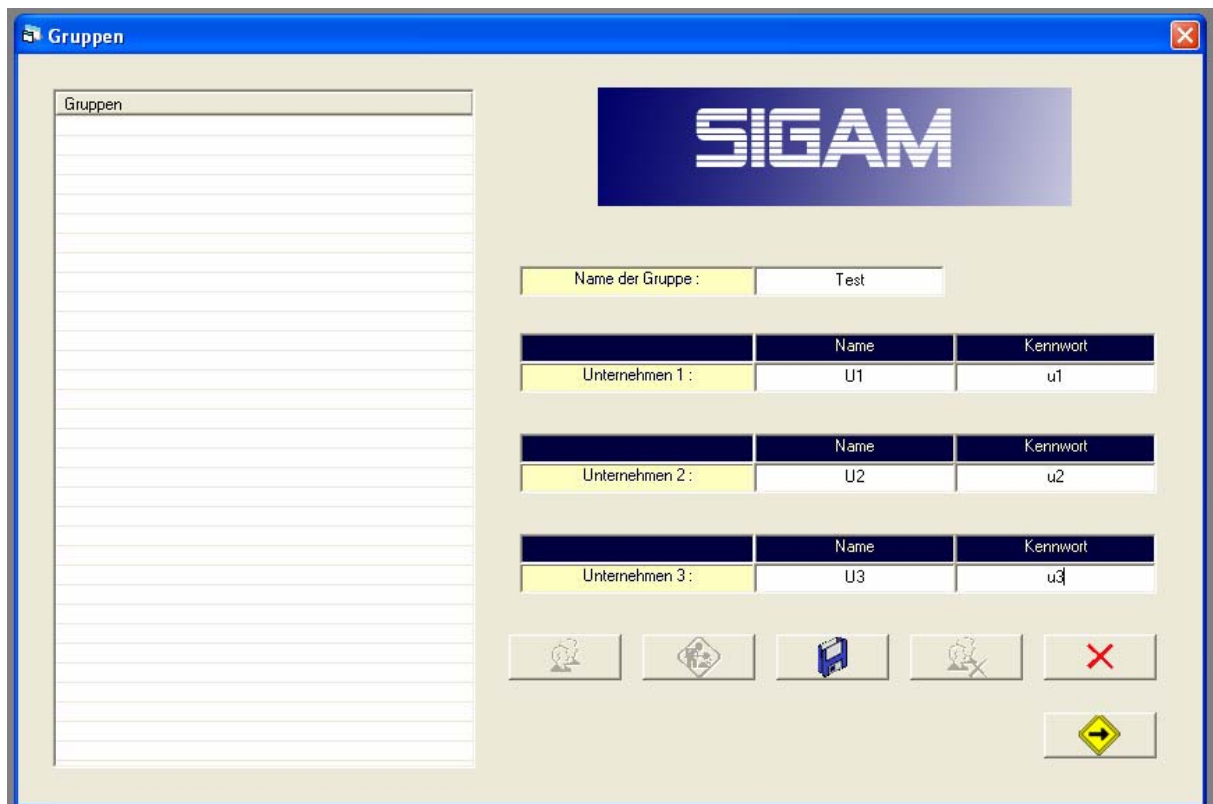 Gruppen
Gruppen
SIGAM
Name der Gruppe : Test
Name Kennwort
Unternehmen 1 : U1 u1
Name Kennwort
Unternehmen 2 : U2 u2
Name Kennwort
Unternehmen 3 : U3 u3